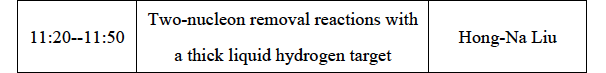 11:20--11:50
Two-nucleon removal reactions with
a thick liquid hydrogen target
Hong-Na Liu